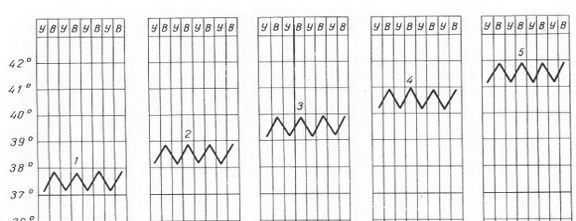 У В У В У В У В
У В У В У В У В
У В У В У В У В
У В У В У В У В
У В У В У В У В
5
42°
4
41°
3
40°
2
39°
1
38°
37°